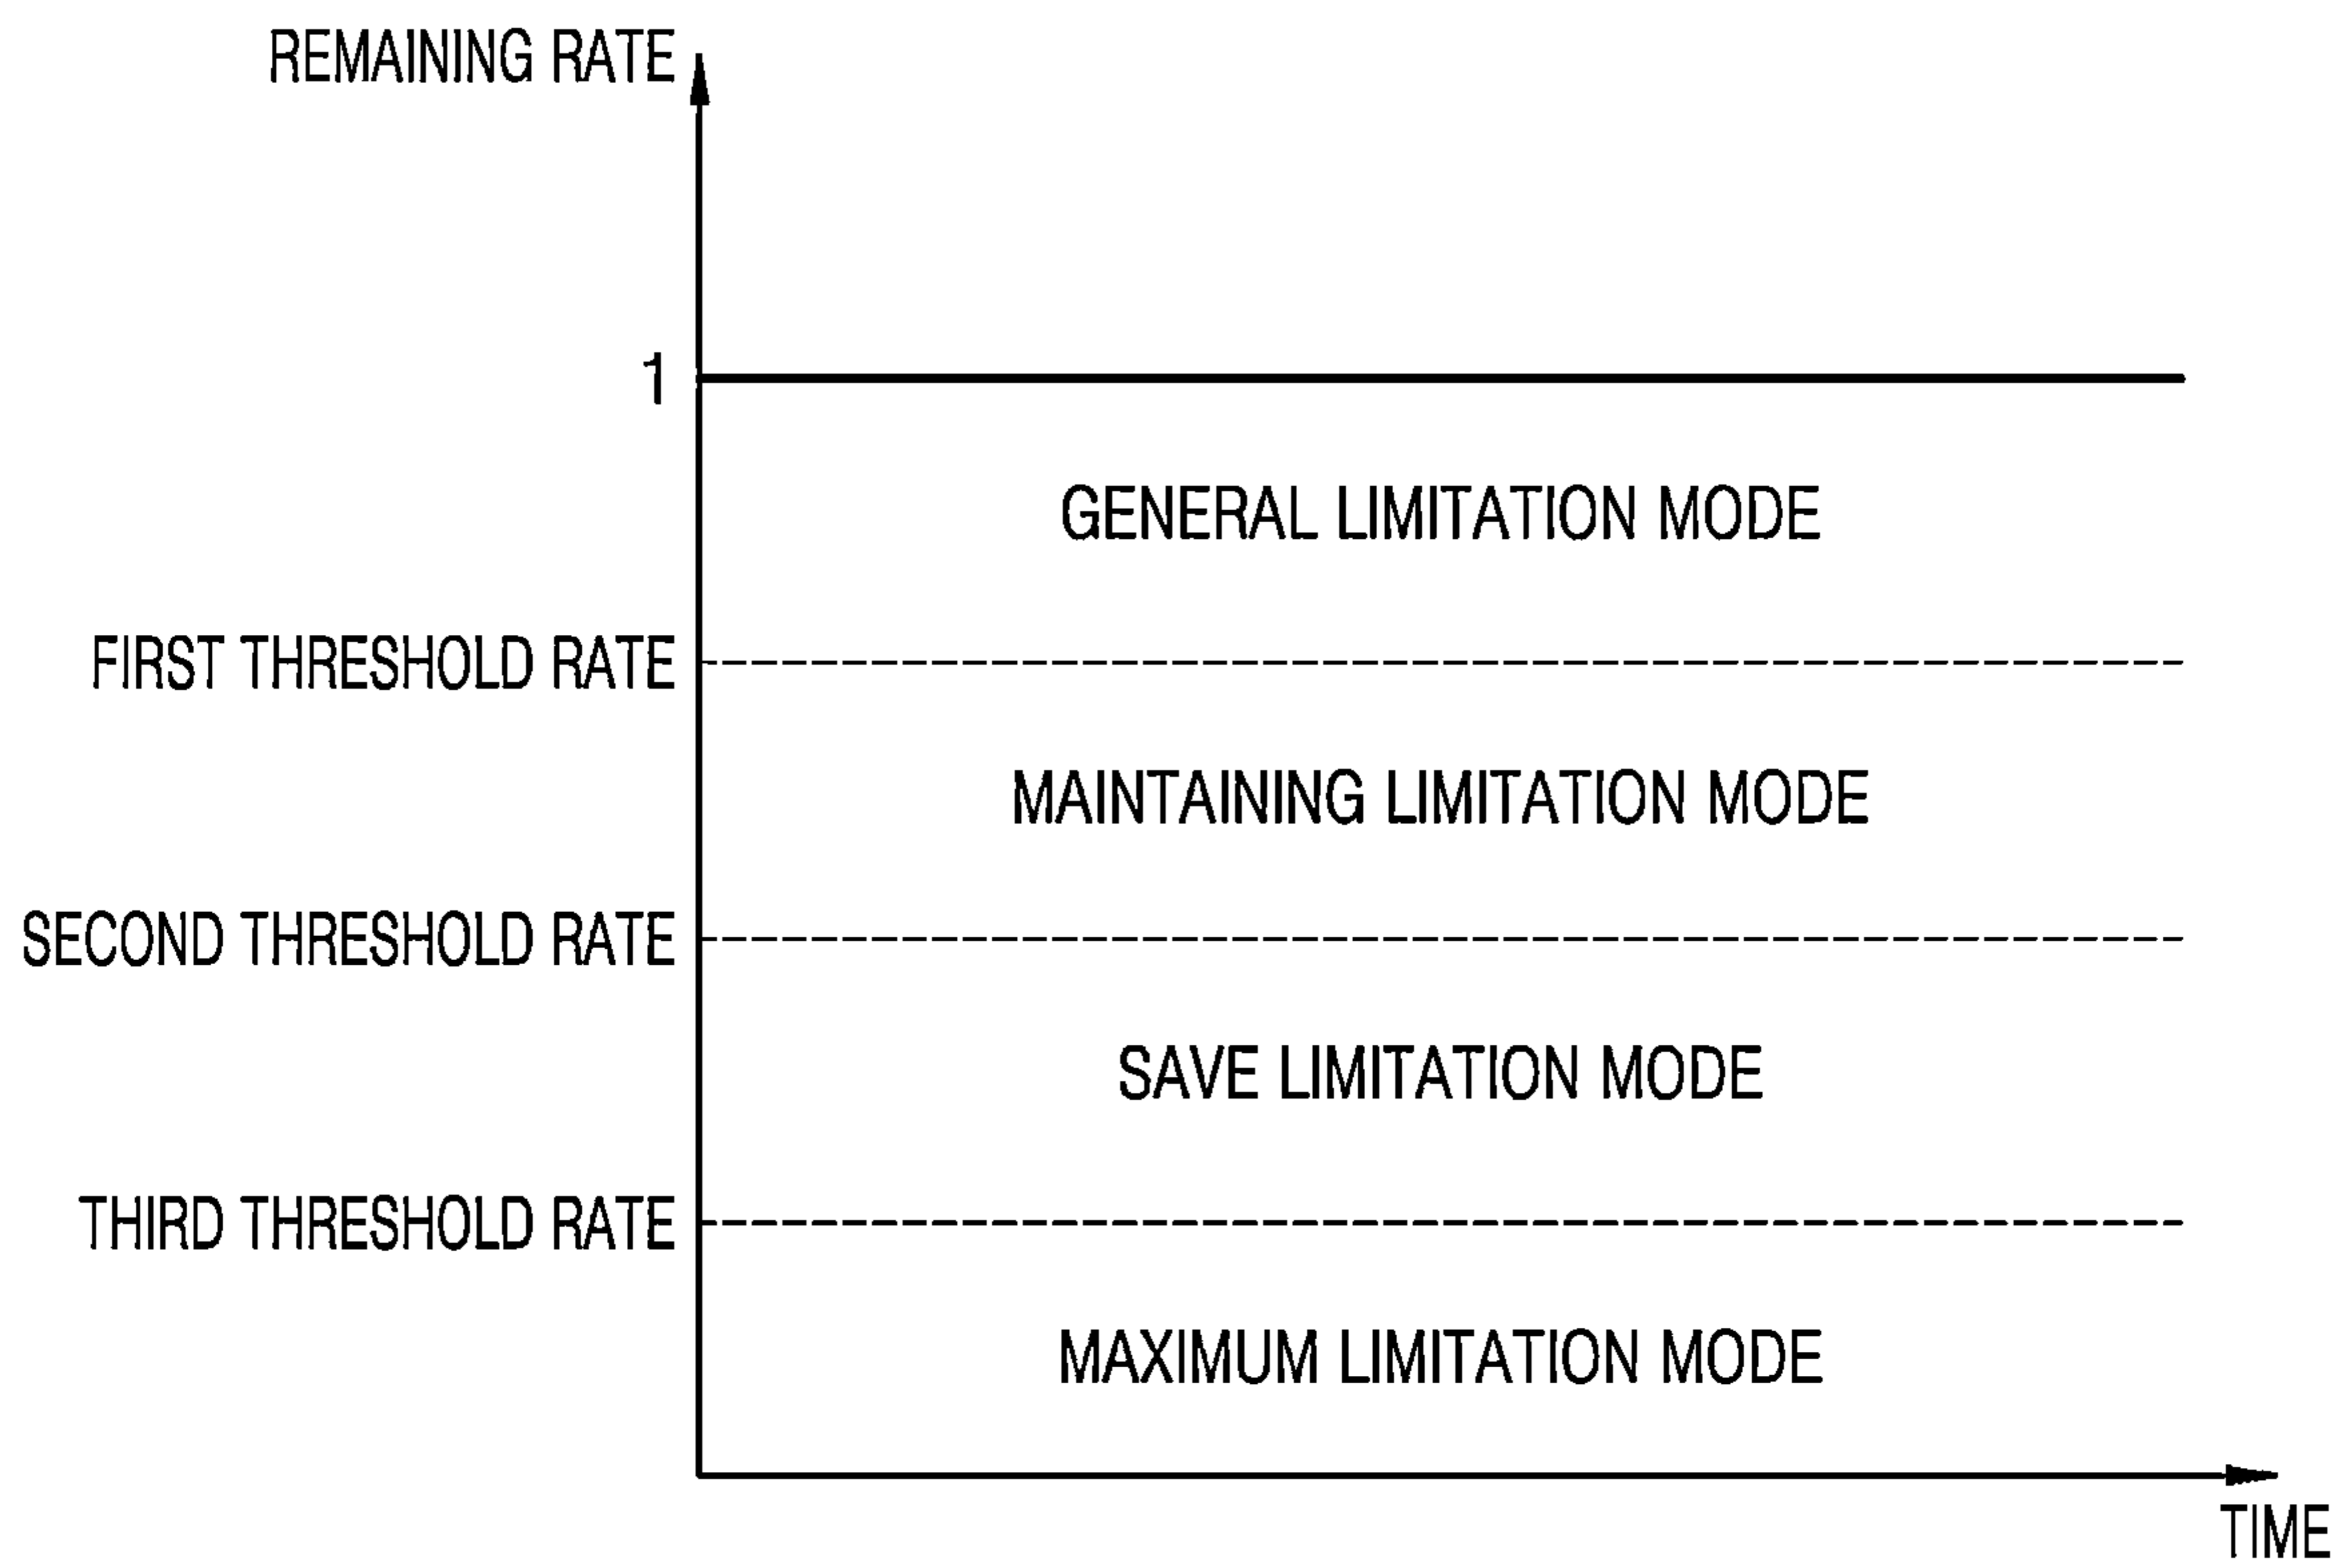 REMAINING RATE
1
GENERAL LIMITATION MODE
FIRST THRESHOLD RATE
MAINTAINING LIMITATION MODE
SECOND THRESHOLD RATE
SAVE LIMITATION MODE
THIRD THRESHOLD RATE
MAXIMUM LIMITATION MODE
TIME